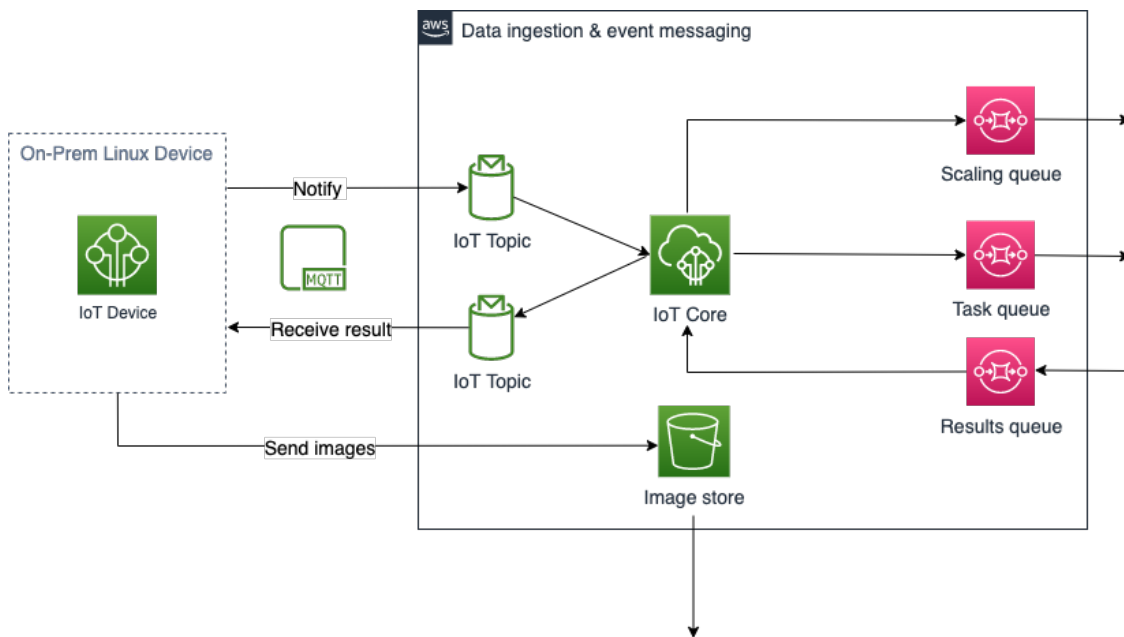 aws
Data ingestion & event messaging
On-Prem Linux Device
Notify
IoT Topic
Scaling queue
MQTT
IoT Device
IoT Core
Task queue
Receive result
IoT Topic
Results queue
Send images
Image store